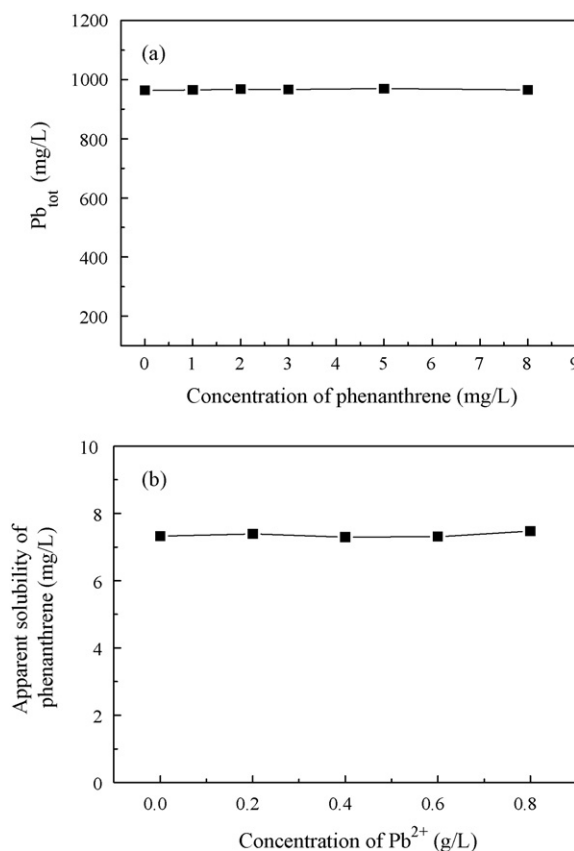 (a)
1200
1000
800
600
400
200
Pb_tot (mg/L)
0 1 2 3 4 5 6 7 8 9
Concentration of phenanthrene (mg/L)
(b)
10
8
6
4
2
0
Apparent solubility of
phenanthrene (mg/L)
0.0 0.2 0.4 0.6 0.8
Concentration of Pb²⁺ (g/L)